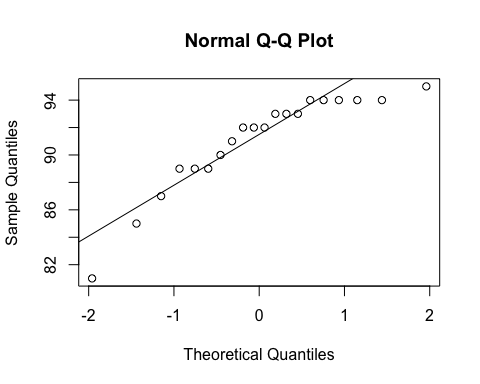 Normal Q-Q Plot
Sample Quantiles
94
90
86
82
-2 -1 0 1 2
Theoretical Quantiles